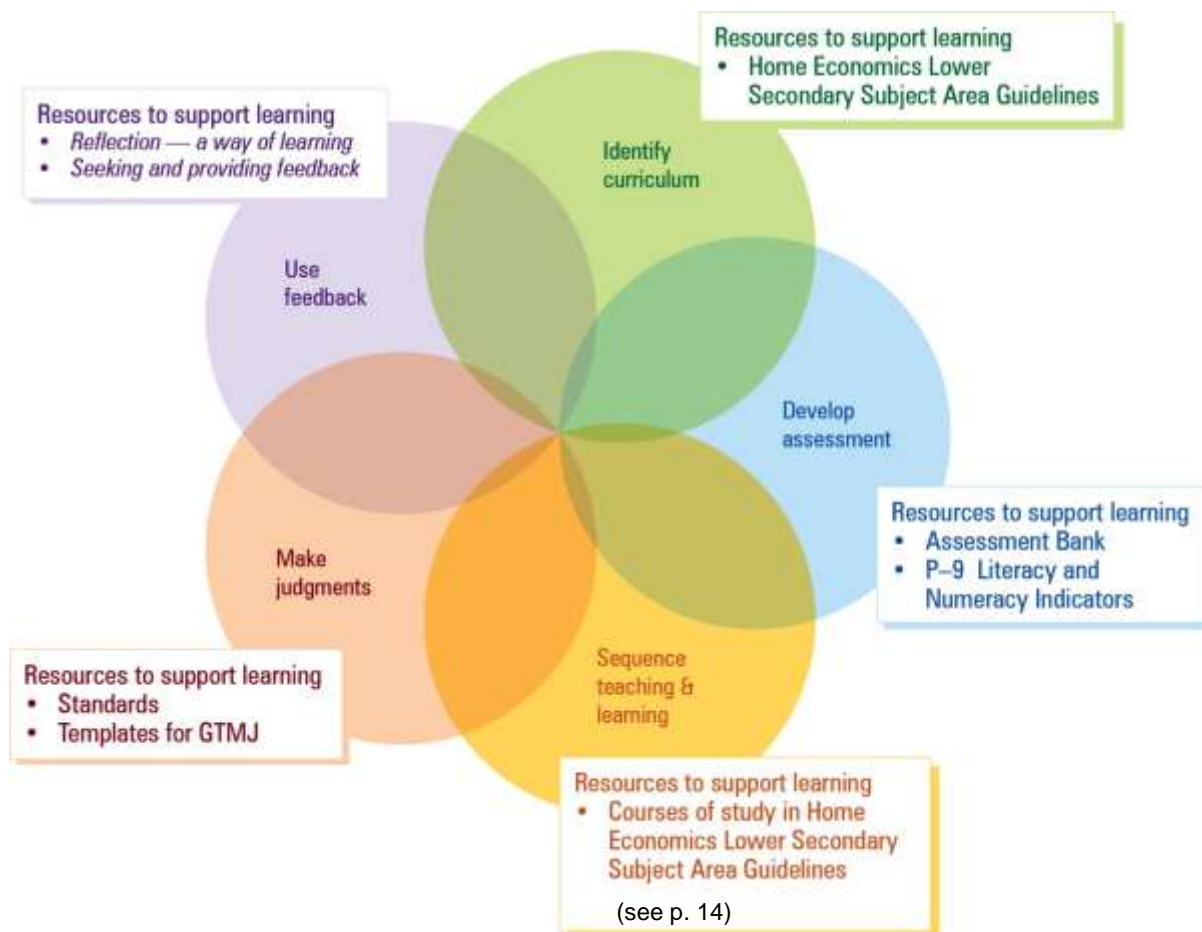 Resources to support learning
• Home Economics Lower
Secondary Subject Area Guidelines
Identify
curriculum
Resources to support learning
• Reflection — a way of learning
• Seeking and providing feedback
Use
feedback
Develop
assessment
Resources to support learning
• Assessment Bank
• P–9 Literacy and
Numeracy Indicators
Make
judgments
Resources to support learning
• Standards
• Templates for GTMJ
Sequence
teaching &
learning
Resources to support learning
• Courses of study in Home
Economics Lower Secondary
Subject Area Guidelines
(see p. 14)